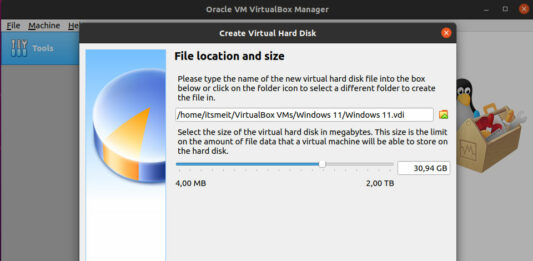 Oracle VM VirtualBox Manager
File Machine He
Create Virtual Hard Disk
Tools
File location and size
Please type the name of the new virtual hard disk file into the box
below or click on the folder icon to select a different folder to create
the file in.
/home/itsmeit/VirtualBox VMs/Windows 11/Windows 11.vdi
Select the size of the virtual hard disk in megabytes. This size is the limit
on the amount of file data that a virtual machine will be able to store on
the hard disk.
30,94 GB
4,00 MB 2,00 TB